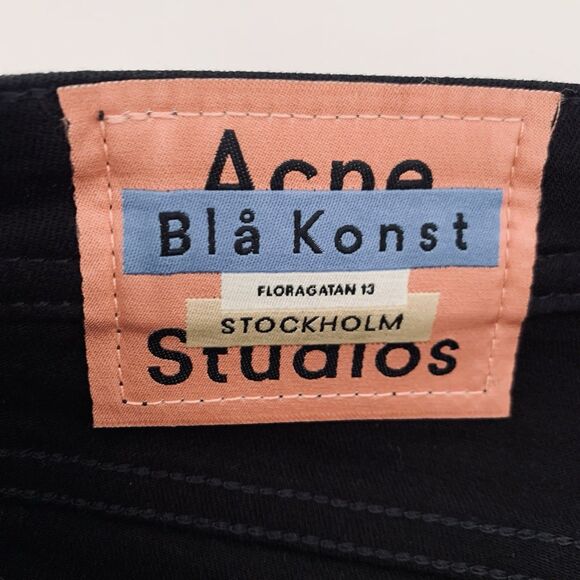 Acne
Blå Konst
FLORAGATAN 13
STOCKHOLM
Studios